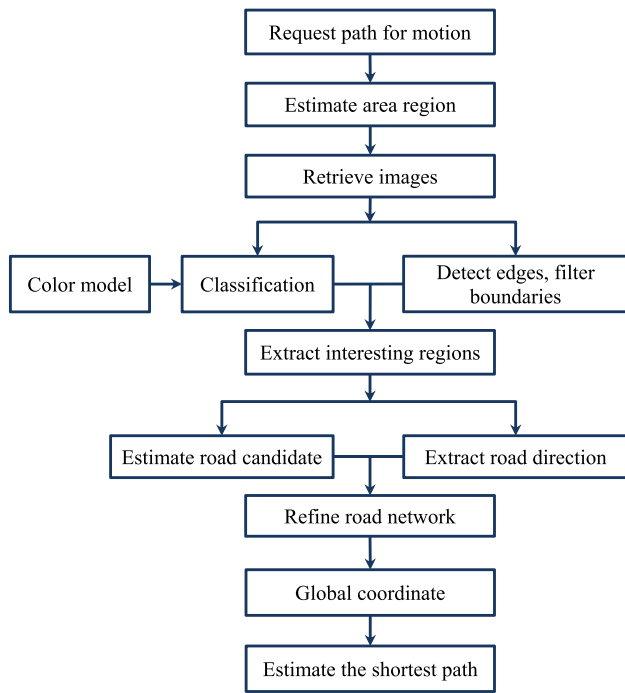 Request path for motion
Estimate area region
Retrieve images
Color model
Classification
Detect edges, filter
boundaries
Extract interesting regions
Estimate road candidate
Extract road direction
Refine road network
Global coordinate
Estimate the shortest path